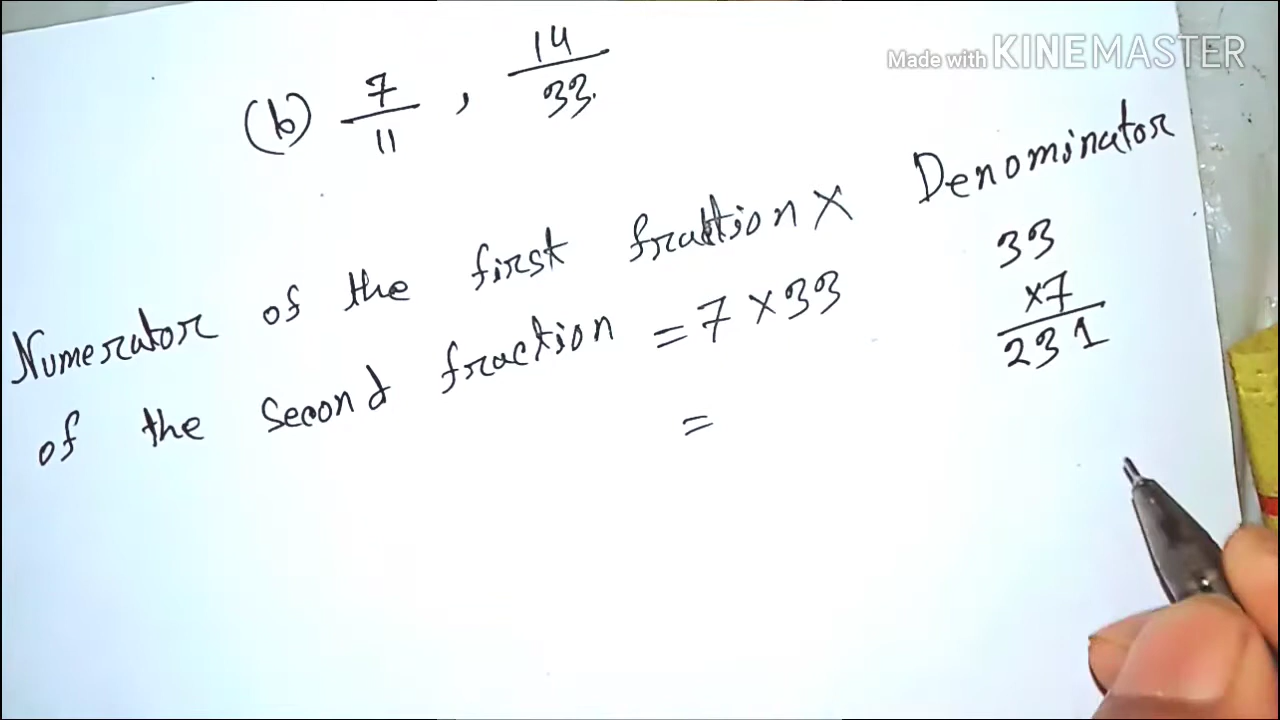 Made with KINEMASTER
(b) 7/11 , 14/33.
Numerator of the first fraction × Denominator
of the second fraction = 7 × 33
=
33
×7
231